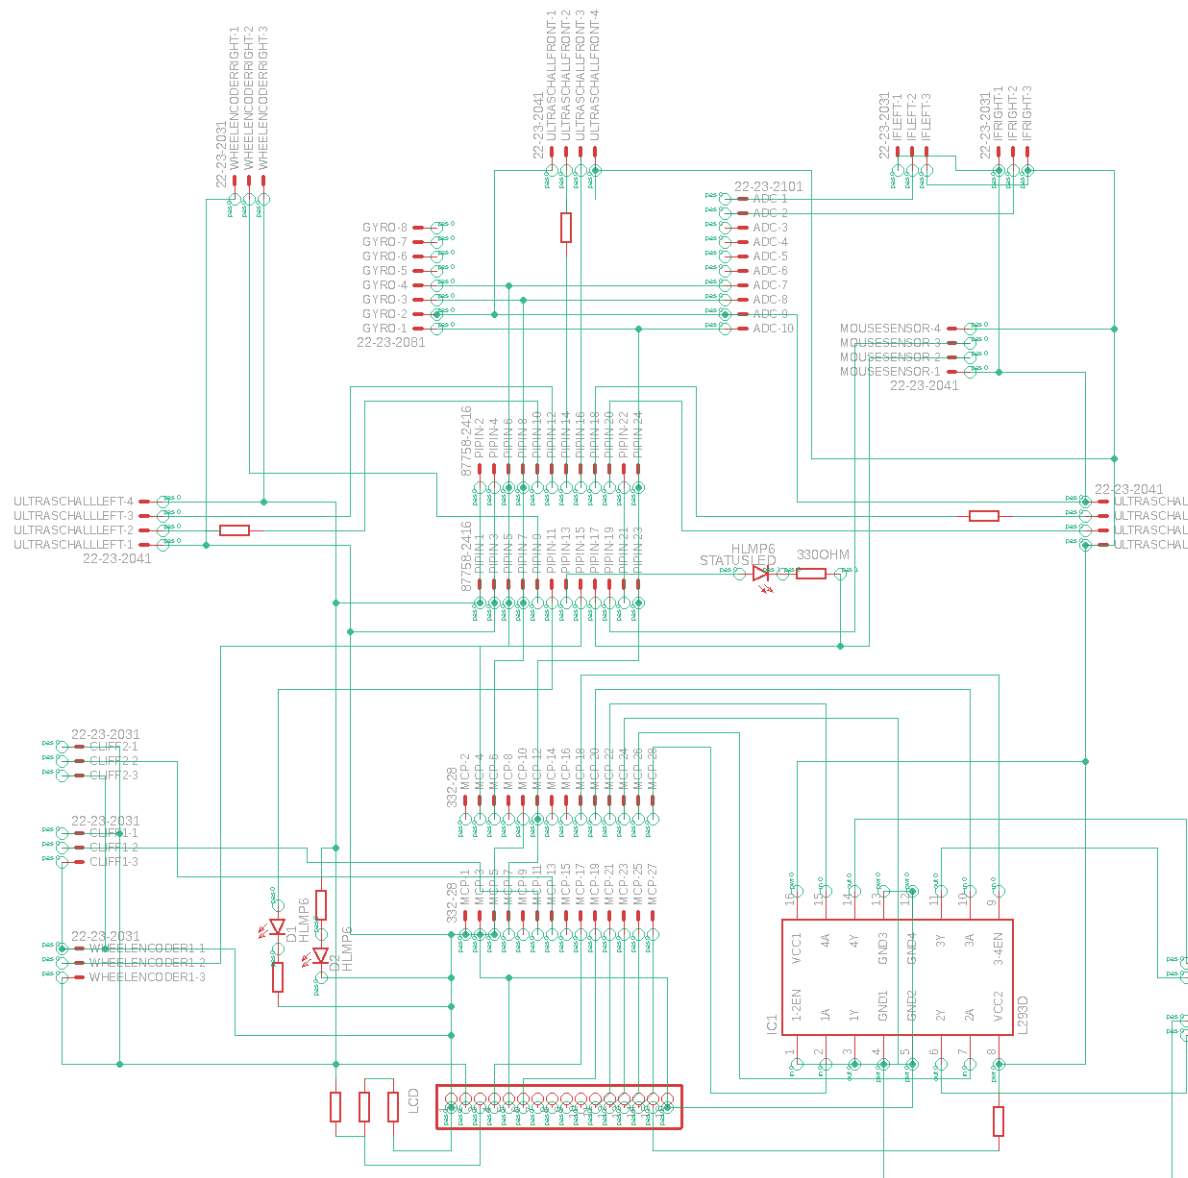 22-23-2031
WHEELENCODERRIGHT-1
WHEELENCODERRIGHT-2
WHEELENCODERRIGHT-3
22-23-2041
ULTRASCHALLFRONT-1
ULTRASCHALLFRONT-2
ULTRASCHALLFRONT-3
ULTRASCHALLFRONT-4
22-23-2031
IFLEFT-1
IFLEFT-2
IFLEFT-3
22-23-2031
IFRIGHT-1
IFRIGHT-2
IFRIGHT-3
GYRO-8
GYRO-7
GYRO-6
GYRO-5
GYRO-4
GYRO-3
GYRO-2
GYRO-1
22-23-2081
22-23-2101
ADC-1
ADC-2
ADC-3
ADC-4
ADC-5
ADC-6
ADC-7
ADC-8
ADC-9
ADC-10
MOUSESENSOR-4
MOUSESENSOR-3
MOUSESENSOR-2
MOUSESENSOR-1
22-23-2041
87758-2416
PIPIN-2
PIPIN-4
PIPIN-6
PIPIN-8
PIPIN-10
PIPIN-12
PIPIN-14
PIPIN-16
PIPIN-18
PIPIN-20
PIPIN-22
PIPIN-24
ULTRASCHALLLEFT-4
ULTRASCHALLLEFT-3
ULTRASCHALLLEFT-2
ULTRASCHALLLEFT-1
22-23-2041
22-23-2041
ULTRASCHAL
ULTRASCHAL
ULTRASCHAL
ULTRASCHAL
87758-2416
PIPIN-1
PIPIN-3
PIPIN-5
PIPIN-7
PIPIN-9
PIPIN-11
PIPIN-13
PIPIN-15
PIPIN-17
PIPIN-19
PIPIN-21
PIPIN-23
HLMP6
STATUSLED
330OHM
22-23-2031
CLIFF2-1
CLIFF2-2
CLIFF2-3
22-23-2031
CLIFF1-1
CLIFF1-2
CLIFF1-3
22-23-2031
WHEELENCODER1-1
WHEELENCODER1-2
WHEELENCODER1-3
332-28
MCP-2
MCP-4
MCP-6
MCP-8
MCP-10
MCP-12
MCP-14
MCP-16
MCP-18
MCP-20
MCP-22
MCP-24
MCP-26
MCP-28
332-28
MCP-1
MCP-3
MCP-5
MCP-7
MCP-9
MCP-11
MCP-13
MCP-15
MCP-17
MCP-19
MCP-21
MCP-23
MCP-25
MCP-27
D1
HLMP6
D2
HLMP6
LCD
16
15
14
13
12
11
10
9
VCC1
4A
4Y
GND3
GND4
3Y
3A
3-4EN
1-2EN
1A
1Y
GND1
GND2
2Y
2A
VCC2
IC1
L293D
1
2
3
4
5
6
7
8